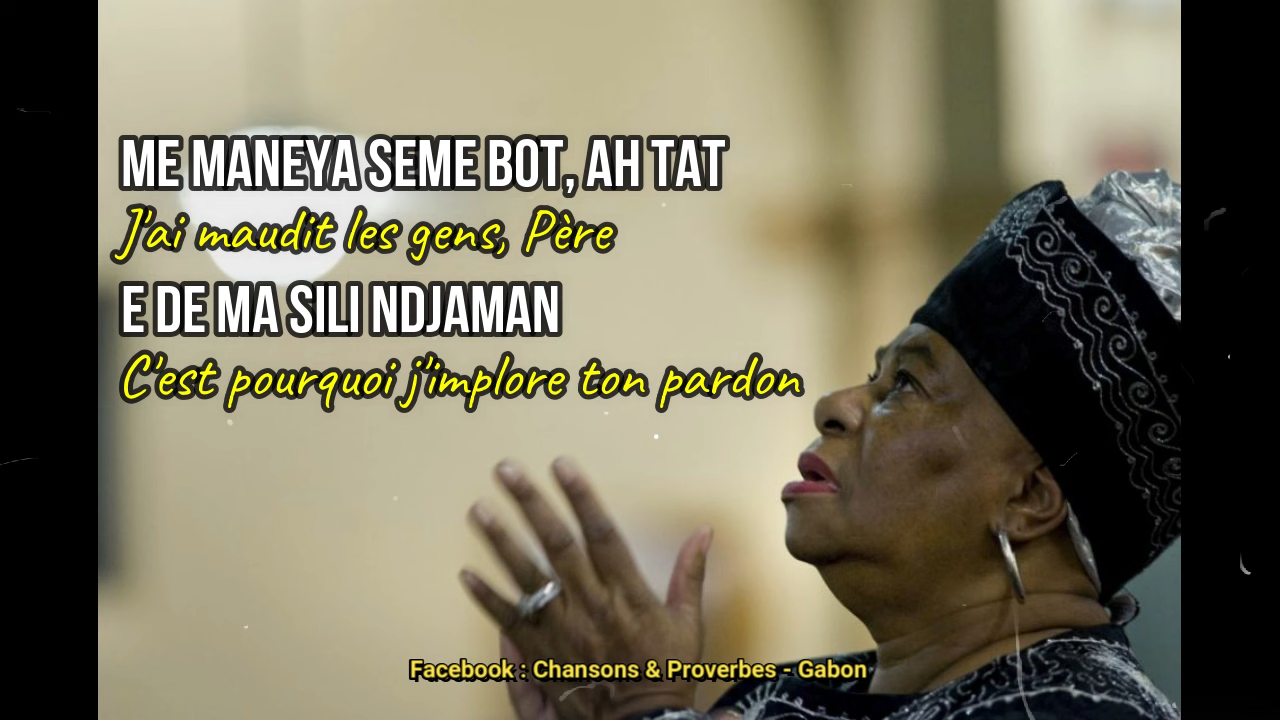 ME MANEYA SEME BOT, AH TAT
J'ai maudit les gens, Père
E DE MA SILI NDJAMAN
C'est pourquoi j'implore ton pardon
Facebook : Chansons & Proverbes - Gabon